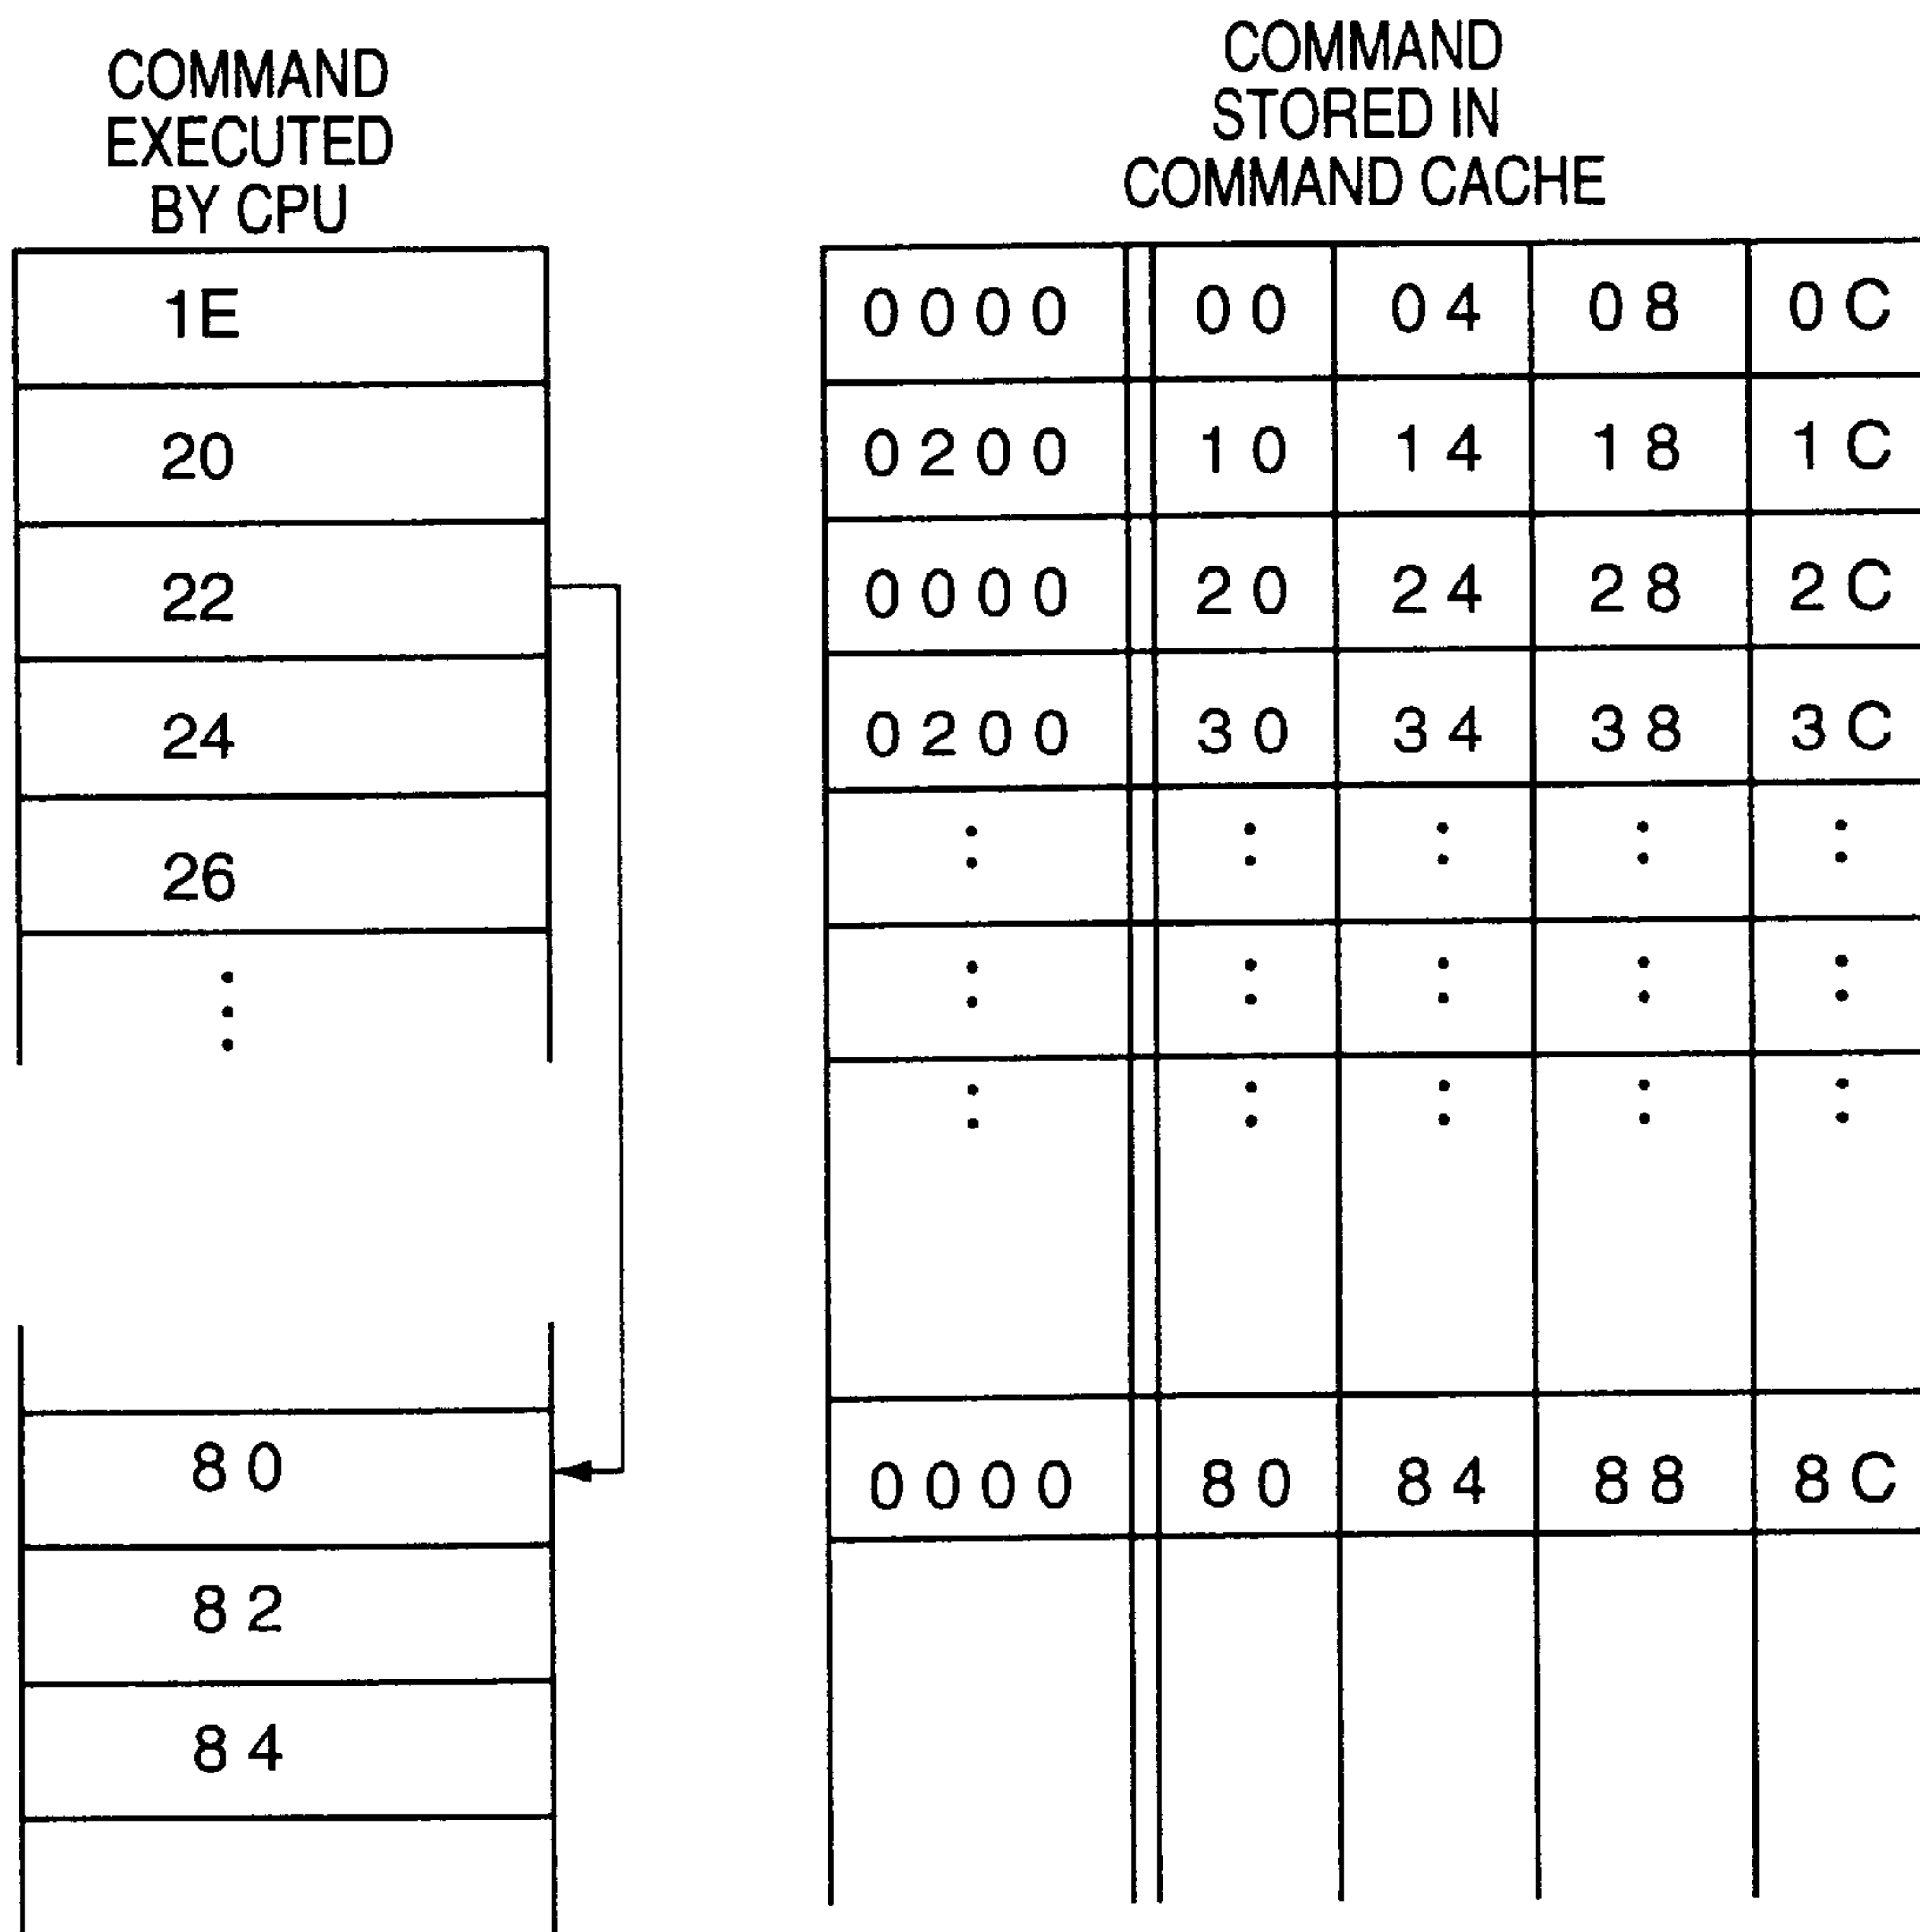 COMMAND
EXECUTED
BY CPU
1E
20
22
24
26
80
82
84
COMMAND
STORED IN
COMMAND CACHE
0000 00 04 08 0C
0200 10 14 18 1C
0000 20 24 28 2C
0200 30 34 38 3C
0000 80 84 88 8C